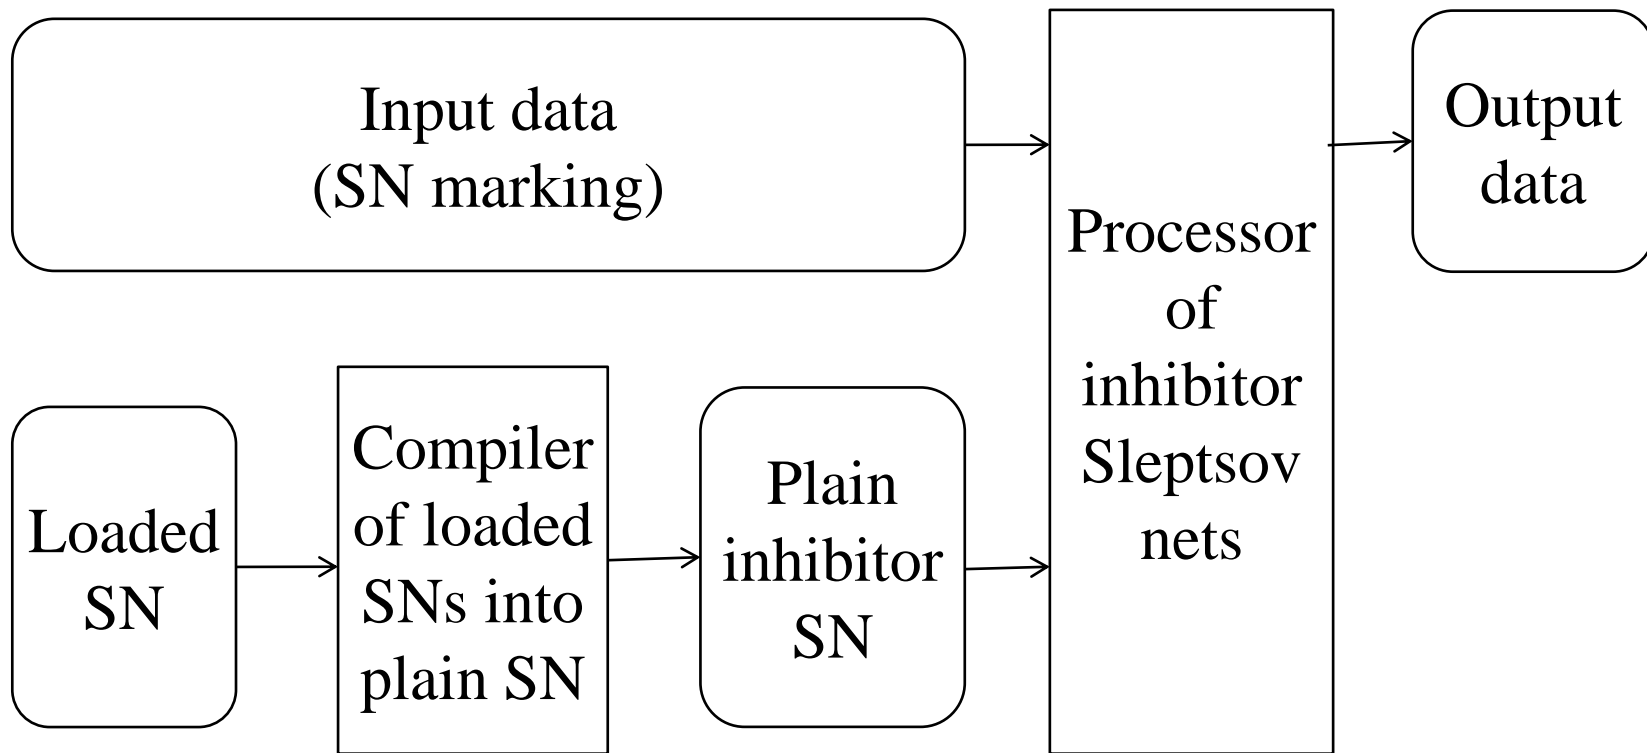 Input data
(SN marking)
Loaded
SN
Compiler
of loaded
SNs into
plain SN
Plain
inhibitor
SN
Processor
of
inhibitor
Sleptsov
nets
Output
data